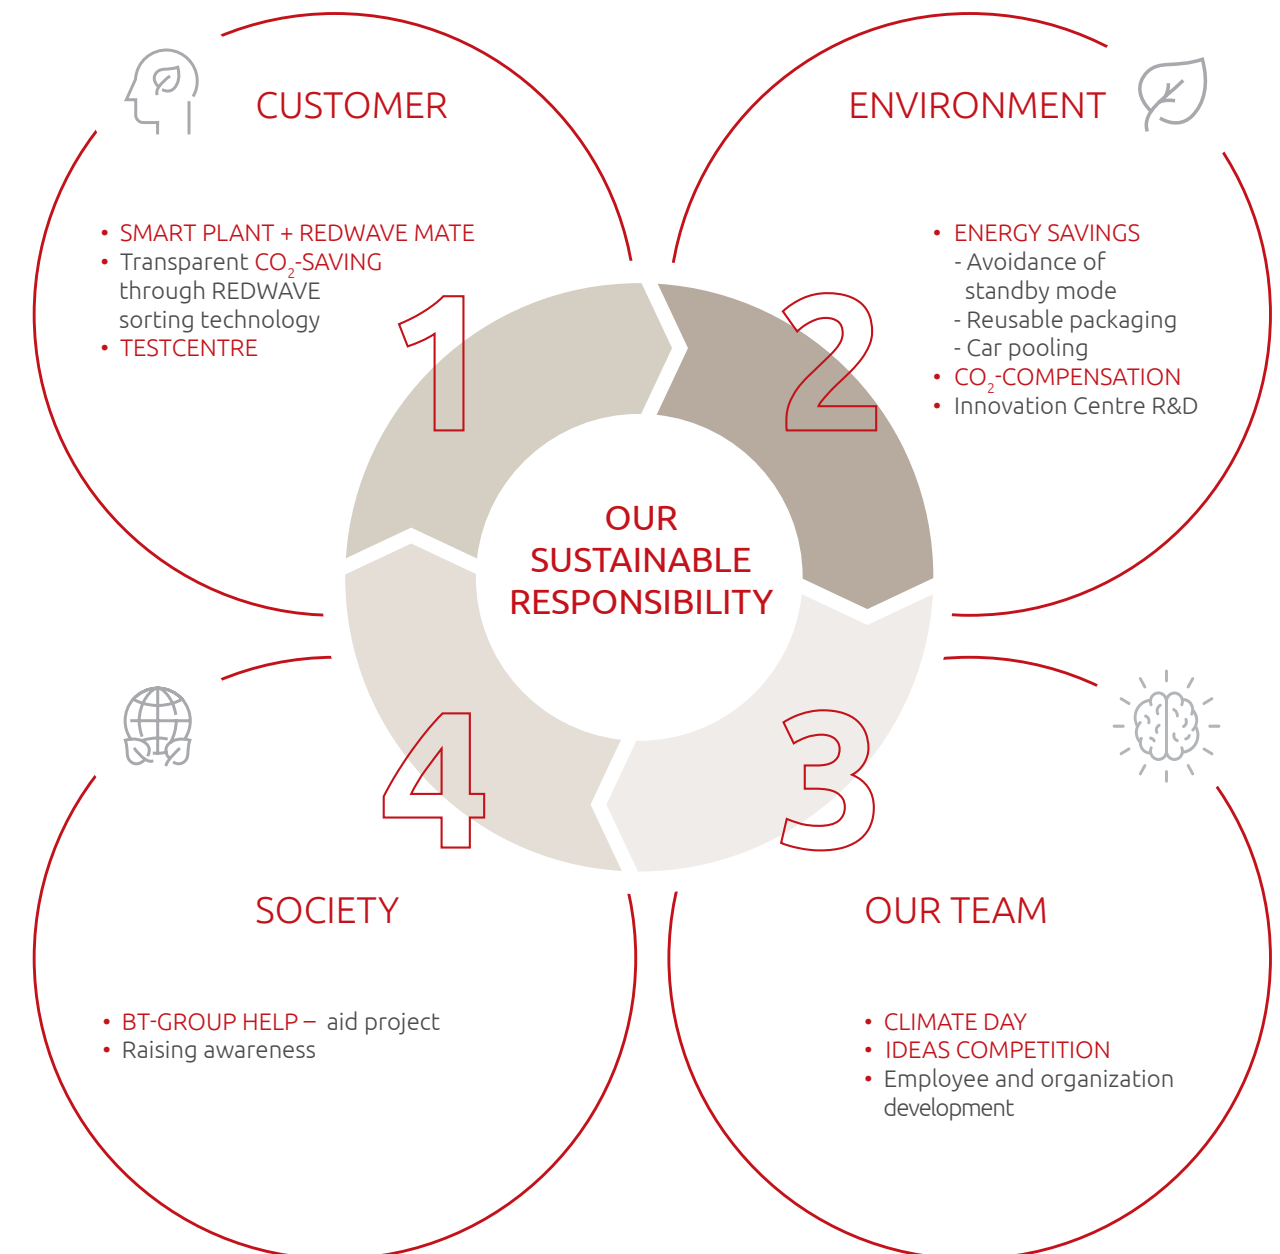 CUSTOMER
• SMART PLANT + REDWAVE MATE
• Transparent CO₂-SAVING
through REDWAVE
sorting technology
• TESTCENTRE
1
ENVIRONMENT
• ENERGY SAVINGS
- Avoidance of
standby mode
- Reusable packaging
- Car pooling
• CO₂-COMPENSATION
• Innovation Centre R&D
2
OUR
SUSTAINABLE
RESPONSIBILITY
4
SOCIETY
• BT-GROUP HELP – aid project
• Raising awareness
3
OUR TEAM
• CLIMATE DAY
• IDEAS COMPETITION
• Employee and organization
development